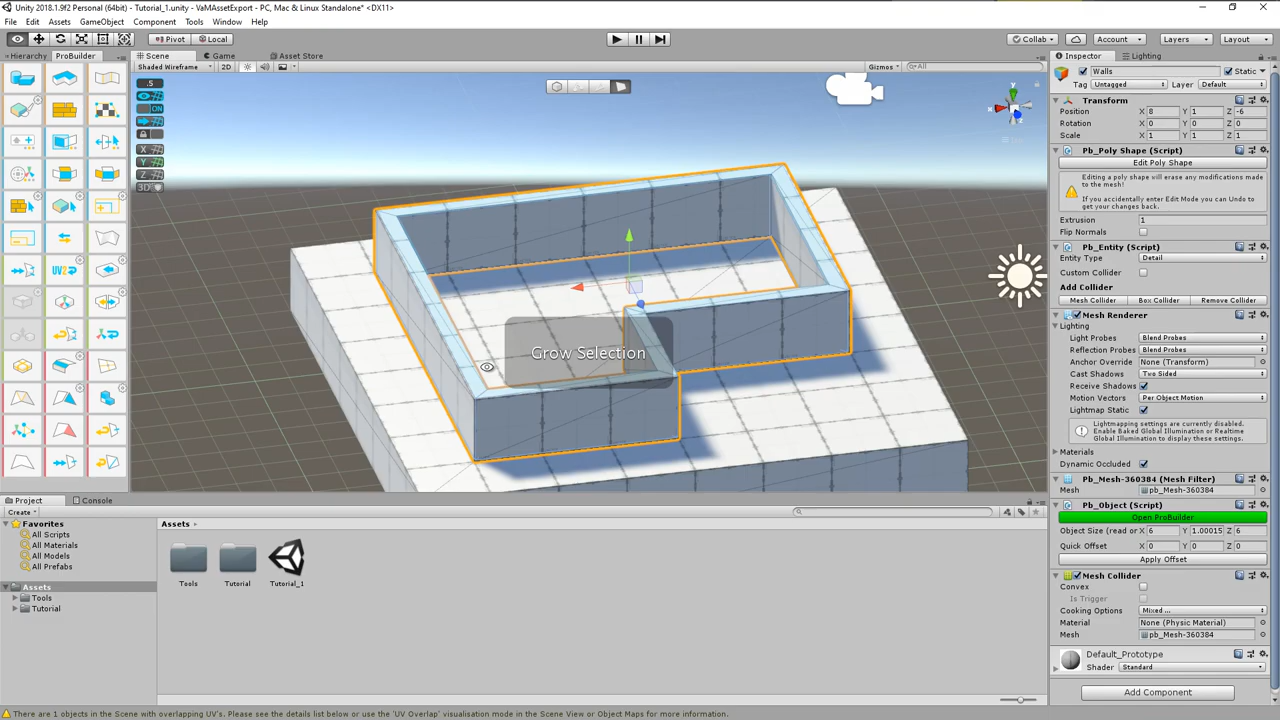 Unity 2018.1.9f2 Personal (64bit) - Tutorial_1.unity - VaMAssetExport - PC, Mac & Linux Standalone* <DX11>
File Edit Assets GameObject Component Tools Window Help
Pivot Local Collab Account Layers Layout
Hierarchy ProBuilder
Scene Game Asset Store
Shaded Wireframe 2D Gizmos All
.5
ON
X
Y
Z
3D
UV2
y
x
z
Grow Selection
Inspector Lighting
Walls Static
Tag Untagged Layer Default
Transform
Position X 8 Y 1 Z -6
Rotation X 0 Y 0 Z 0
Scale X 1 Y 1 Z 1
Pb_Poly Shape (Script)
Edit Poly Shape
Editing a poly shape will erase any modifications made
to the mesh!
If you accidentally enter Edit Mode you can Undo to
get your changes back.
Extrusion 1
Flip Normals
Pb_Entity (Script)
Entity Type Detail
Custom Collider
Add Collider
Mesh Collider Box Collider Remove Collider
Mesh Renderer
Lighting
Light Probes Blend Probes
Reflection Probes Blend Probes
Anchor Override None (Transform)
Cast Shadows Two Sided
Receive Shadows
Motion Vectors Per Object Motion
Lightmap Static
Lightmapping settings are currently disabled.
Enable Baked Global Illumination or Realtime
Global Illumination to display these settings.
Materials
Dynamic Occluded
Pb_Mesh-360384 (Mesh Filter)
Mesh pb_Mesh-360384
Pb_Object (Script)
Open ProBuilder
Object Size (read or X 6 Y 1.00015 Z 6
Quick Offset X 0 Y 0 Z 0
Apply Offset
Mesh Collider
Convex
Is Trigger
Cooking Options Mixed ...
Material None (Physic Material)
Mesh pb_Mesh-360384
Default_Prototype
Shader Standard
Add Component
Project Console
Create
Favorites
All Scripts
All Materials
All Models
All Prefabs
Assets
Tools
Tutorial
Assets
Tools Tutorial Tutorial_1
There are 1 objects in the Scene with overlapping UV's. Please see the details list below or use the 'UV Overlap' visualisation mode in the Scene View or Object Maps for more information.